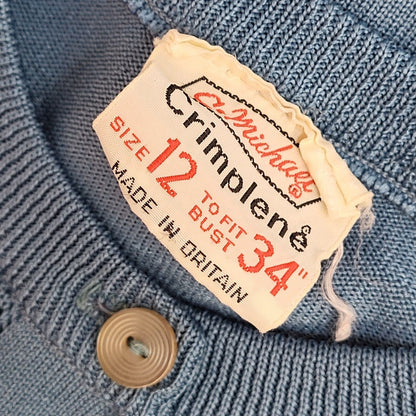 St Michael ®
Crimplene
SIZE 12 TO FIT BUST 34"
MADE IN BRITAIN